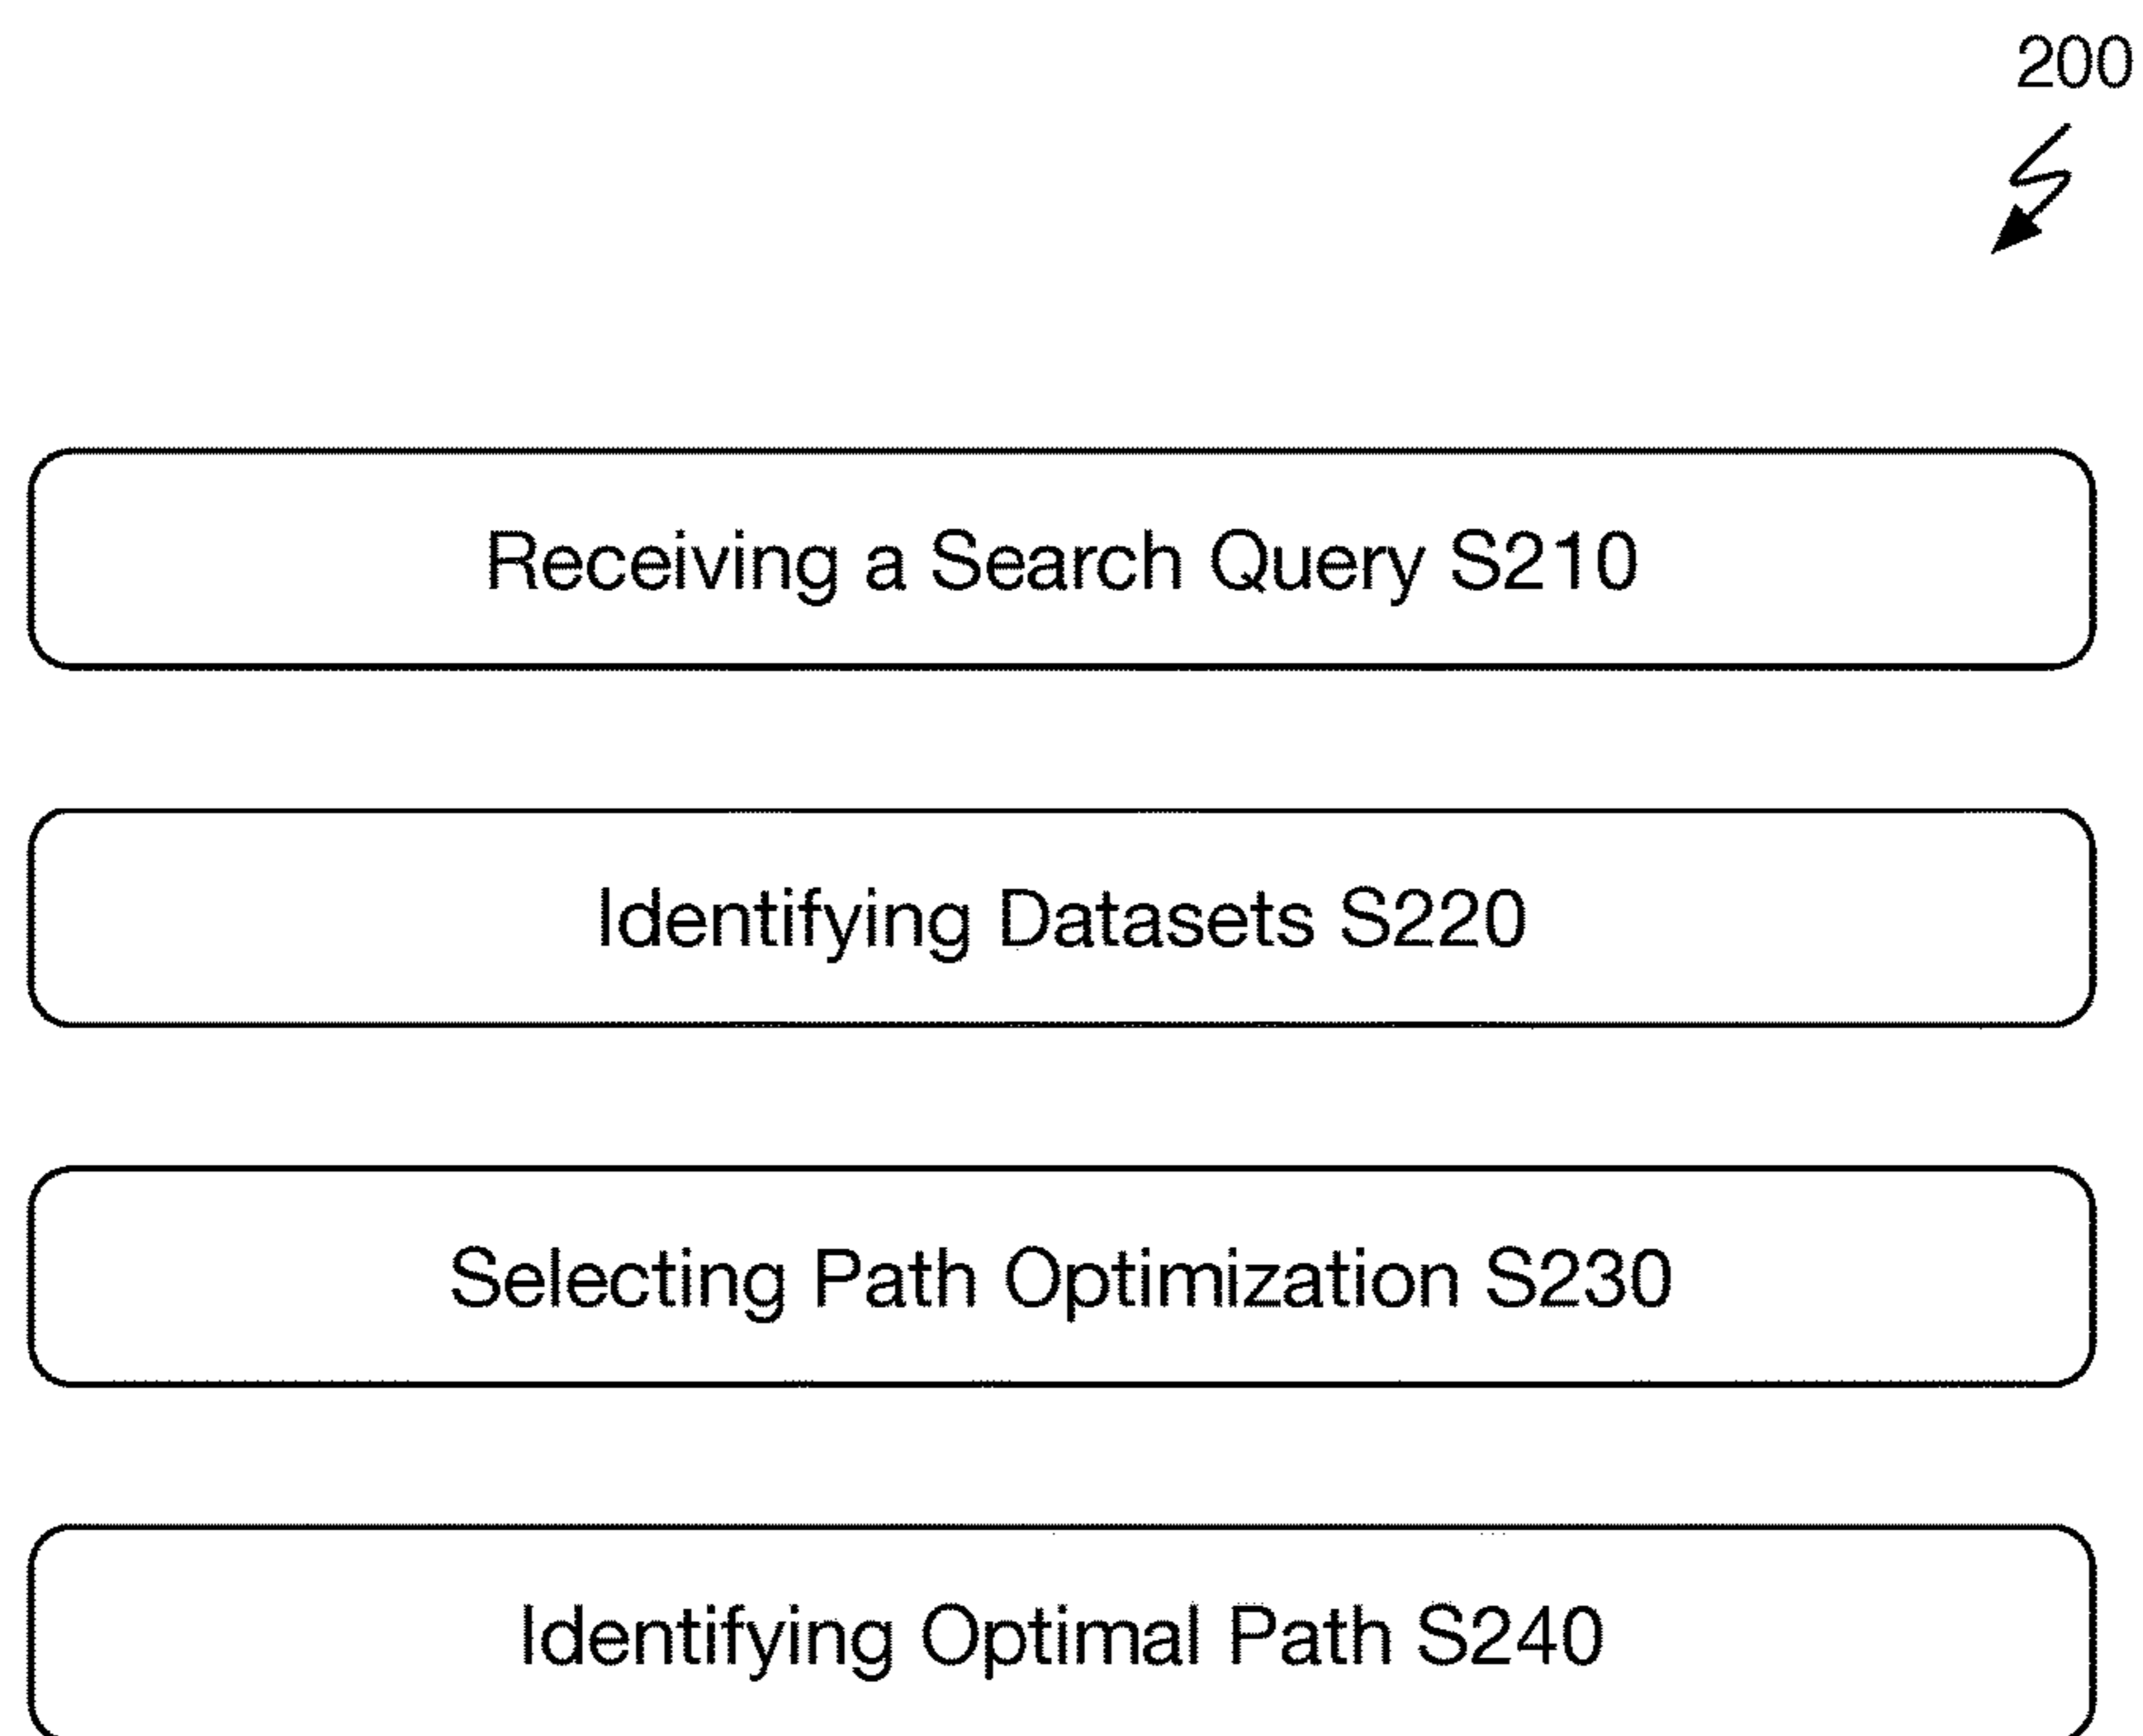 200
Receiving a Search Query S210
Identifying Datasets S220
Selecting Path Optimization S230
Identifying Optimal Path S240